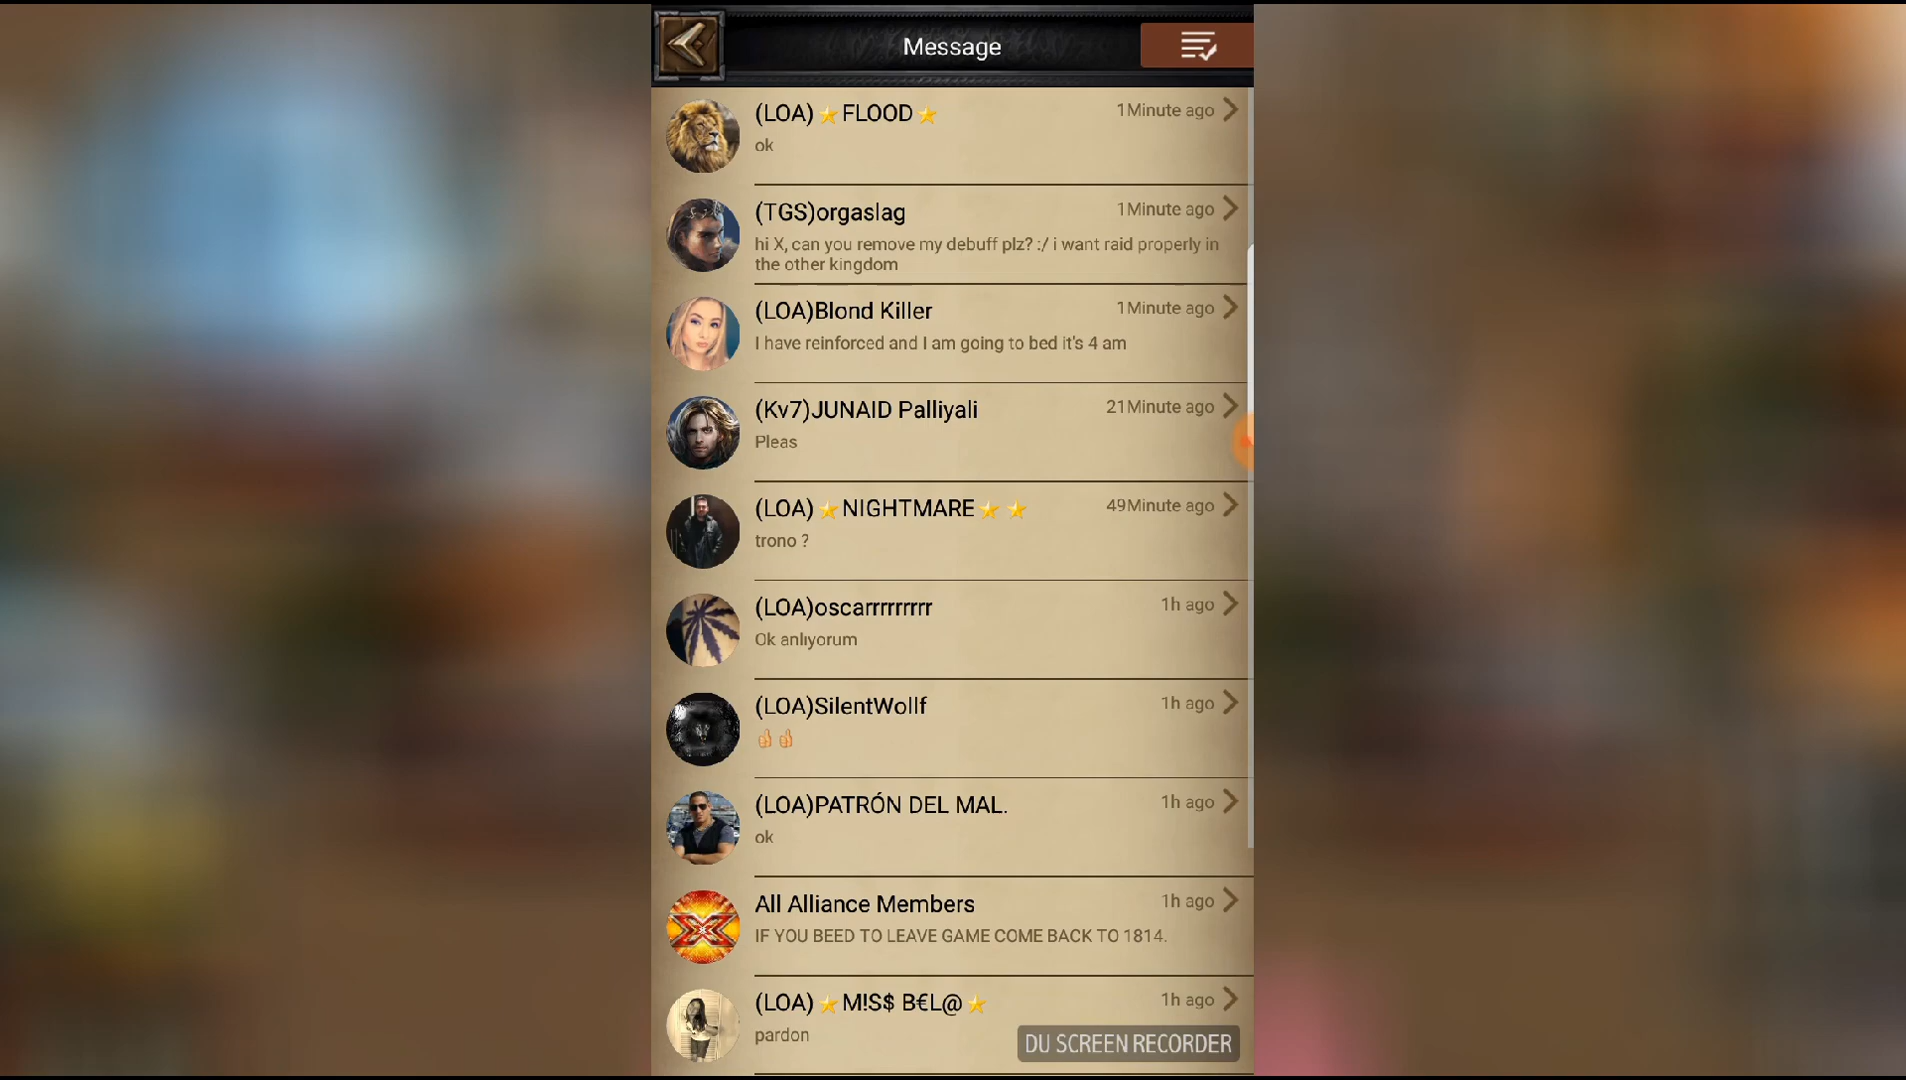 Message
(LOA)⭐FLOOD⭐
1Minute ago
ok
(TGS)orgaslag
1Minute ago
hi X, can you remove my debuff plz? :/ i want raid properly in
the other kingdom
(LOA)Blond Killer
1Minute ago
I have reinforced and I am going to bed it's 4 am
(Kv7)JUNAID Palliyali
21Minute ago
Pleas
(LOA)⭐NIGHTMARE⭐⭐
49Minute ago
trono ?
(LOA)oscarrrrrrrrr
1h ago
Ok anlıyorum
(LOA)SilentWollf
1h ago
👍👍
(LOA)PATRÓN DEL MAL.
1h ago
ok
All Alliance Members
1h ago
IF YOU BEED TO LEAVE GAME COME BACK TO 1814.
(LOA)⭐M!S$ B€L@⭐
1h ago
pardon
DU SCREEN RECORDER